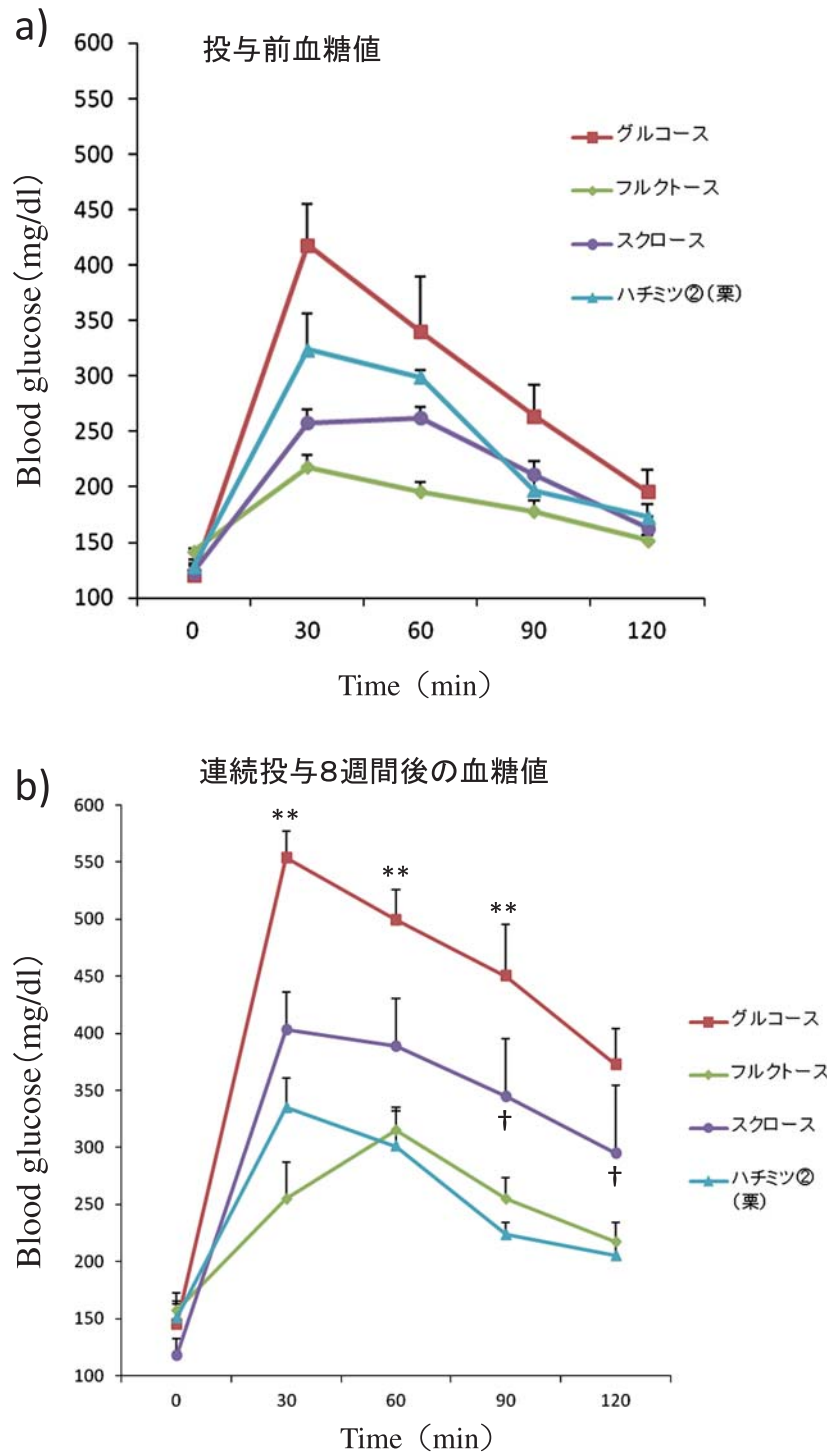 a)
投与前血糖値
600
550
500
450
400
350
300
250
200
150
100
Blood glucose(mg/dl)
グルコース
フルクトース
スクロース
ハチミツ②(栗)
0 30 60 90 120
Time (min)
b)
連続投与8週間後の血糖値
600
550
500
450
400
350
300
250
200
150
100
Blood glucose(mg/dl)
**
**
**
†
†
グルコース
フルクトース
スクロース
ハチミツ②
(栗)
0 30 60 90 120
Time (min)